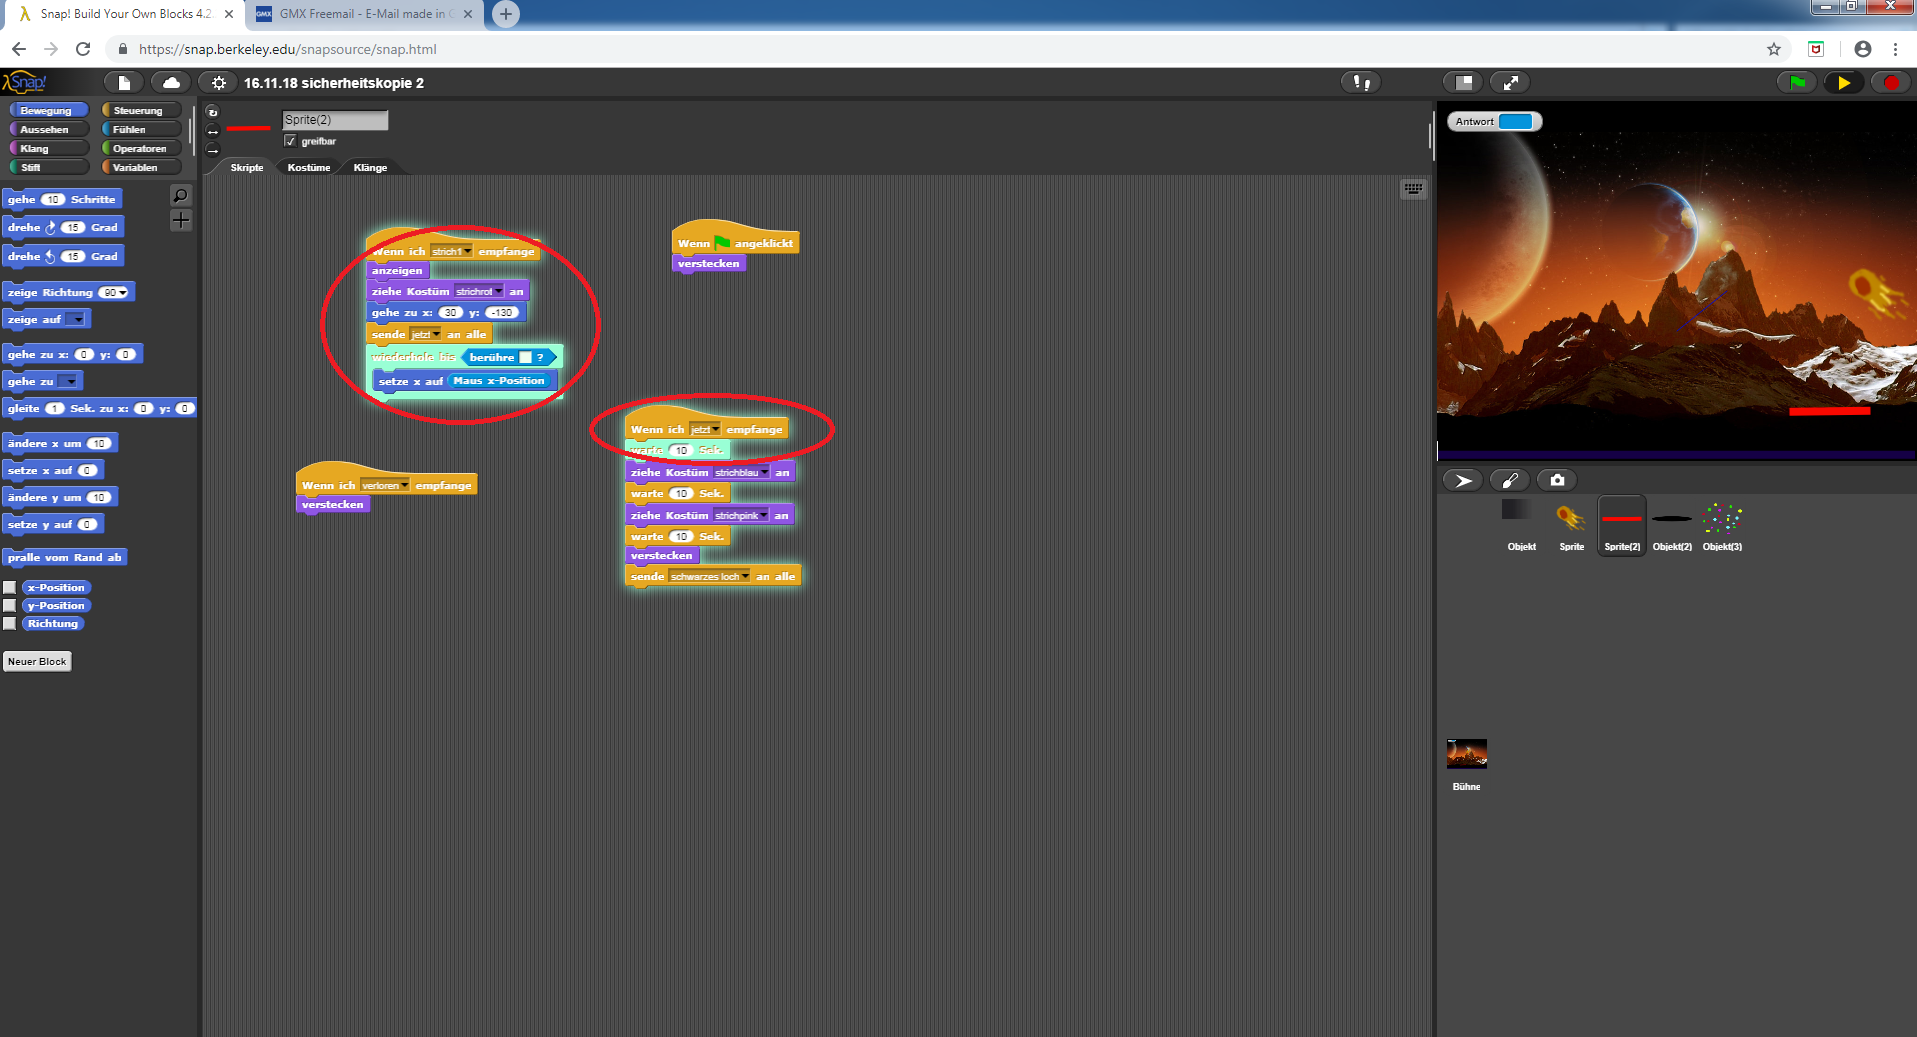 Snap! Build Your Own Blocks 4.2.
GMX Freemail - E-Mail made in G
https://snap.berkeley.edu/snapsource/snap.html
Snap!
16.11.18 sicherheitskopie 2
Bewegung
Steuerung
Aussehen
Fühlen
Klang
Operatoren
Stift
Variablen
Sprite(2)
greifbar
Skripte
Kostüme
Klänge
gehe 10 Schritte
drehe 15 Grad
drehe 15 Grad
zeige Richtung 90
zeige auf
gehe zu x: 0 y: 0
gehe zu
gleite 1 Sek. zu x: 0 y: 0
ändere x um 10
setze x auf 0
ändere y um 10
setze y auf 0
pralle vom Rand ab
x-Position
y-Position
Richtung
Neuer Block
Wenn ich strich1 empfange
anzeigen
ziehe Kostüm strichrot an
gehe zu x: 30 y: -130
sende jetzt an alle
wiederhole bis berühre ?
setze x auf Maus x-Position
Wenn angeklickt
verstecken
Wenn ich verloren empfange
verstecken
Wenn ich jetzt empfange
warte 10 Sek.
ziehe Kostüm strichblau an
warte 10 Sek.
ziehe Kostüm strichpink an
warte 10 Sek.
verstecken
sende schwarzes loch an alle
Antwort
Objekt
Sprite
Sprite(2)
Objekt(2)
Objekt(3)
Bühne